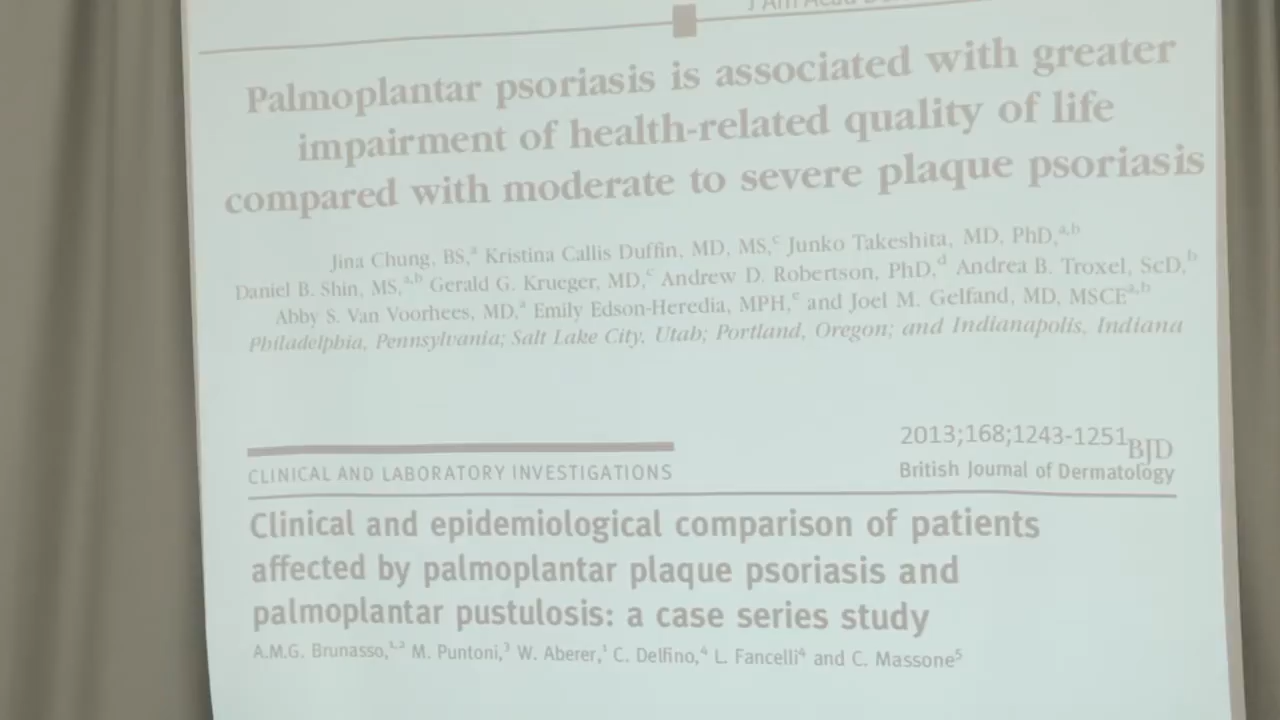 J Am Acad
Palmoplantar psoriasis is associated with greater
impairment of health-related quality of life
compared with moderate to severe plaque psoriasis
Jina Chung, BS,ᵃ Kristina Callis Duffin, MD, MS,ᶜ Junko Takeshita, MD, PhD,ᵃ,ᵇ
Daniel B. Shin, MS,ᵃ,ᵇ Gerald G. Krueger, MD,ᶜ Andrew D. Robertson, PhD,ᵈ Andrea B. Troxel, ScD,ᵇ
Abby S. Van Voorhees, MD,ᵃ Emily Edson-Heredia, MPH,ᵉ and Joel M. Gelfand, MD, MSCEᵃ,ᵇ
Philadelphia, Pennsylvania; Salt Lake City, Utah; Portland, Oregon; and Indianapolis, Indiana
2013;168;1243-1251
BJD
CLINICAL AND LABORATORY INVESTIGATIONS
British Journal of Dermatology
Clinical and epidemiological comparison of patients
affected by palmoplantar plaque psoriasis and
palmoplantar pustulosis: a case series study
A.M.G. Brunasso,¹,² M. Puntoni,³ W. Aberer,¹ C. Delfino,⁴ L. Fancelli⁴ and C. Massone⁵